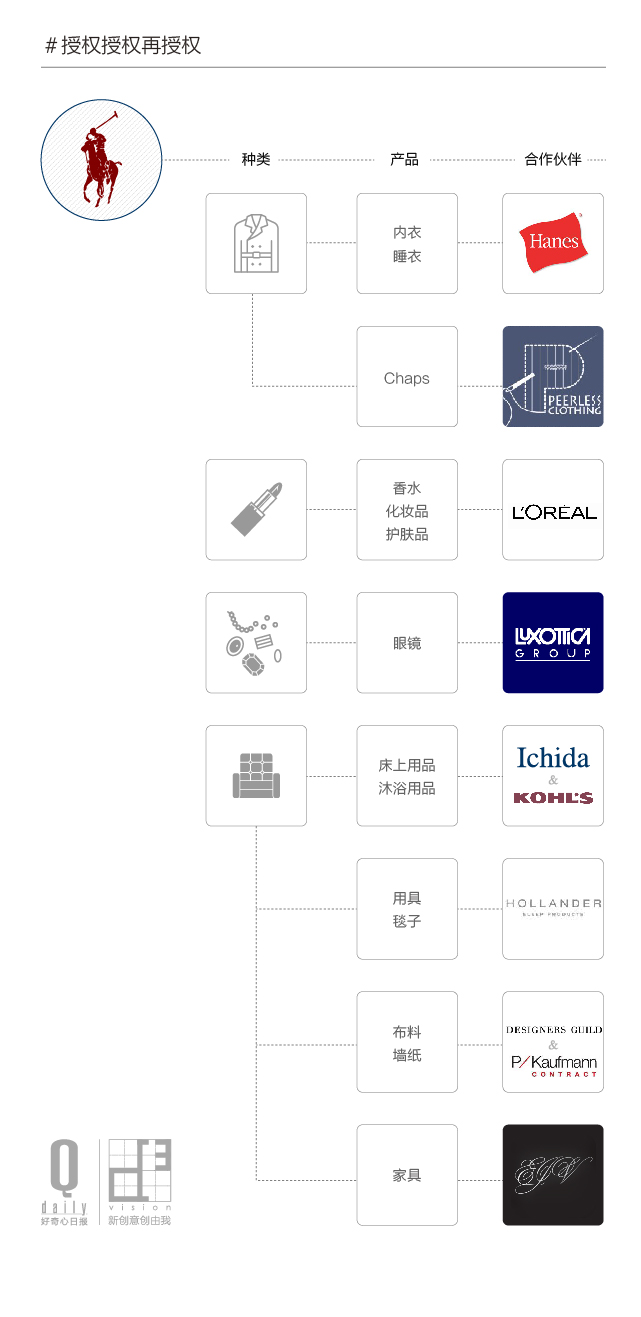 #授权授权再授权
种类 产品 合作伙伴
内衣
睡衣
Hanes
Chaps
PEERLESS
CLOTHING
香水
化妆品
护肤品
L'ORÉAL
眼镜
LUXOTTICA
GROUP
床上用品
沐浴用品
Ichida
&
KOHL'S
用具
毯子
HOLLANDER
SLEEP PRODUCTS
布料
墙纸
DESIGNERS GUILD
&
P/Kaufmann
CONTRACT
家具
EJV
Q
daily
好奇心日报
vision
新创意创由我